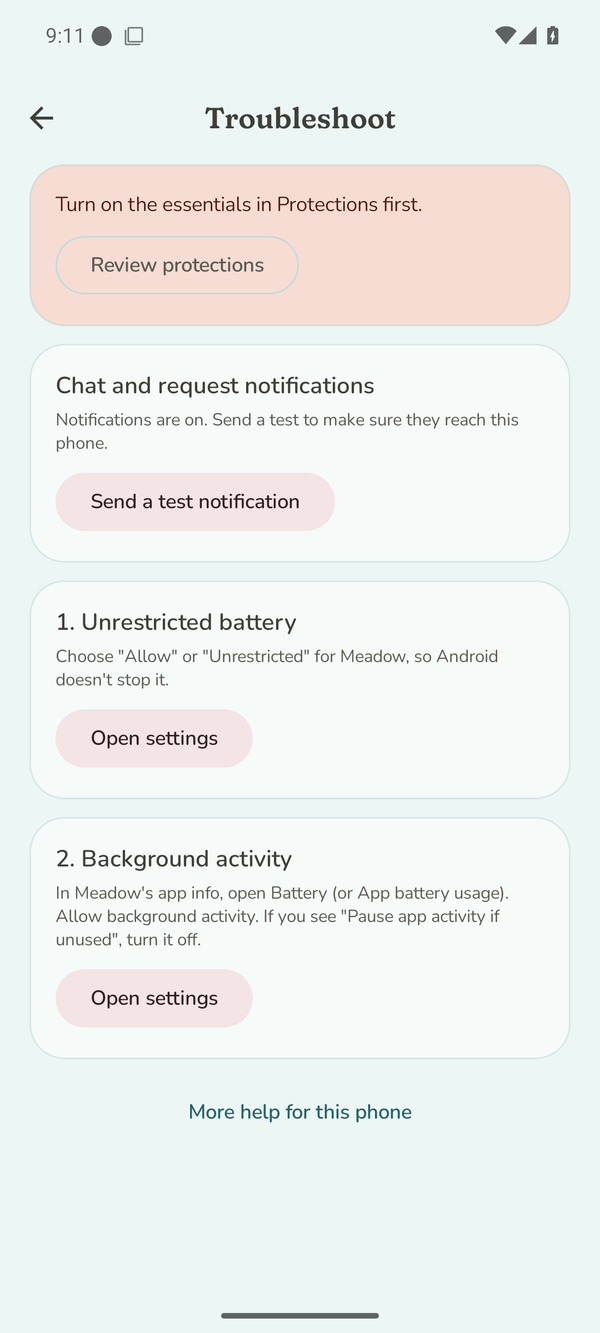 9:11
Troubleshoot
Turn on the essentials in Protections first.
Review protections
Chat and request notifications
Notifications are on. Send a test to make sure they reach this
phone.
Send a test notification
1. Unrestricted battery
Choose "Allow" or "Unrestricted" for Meadow, so Android
doesn't stop it.
Open settings
2. Background activity
In Meadow's app info, open Battery (or App battery usage).
Allow background activity. If you see "Pause app activity if
unused", turn it off.
Open settings
More help for this phone